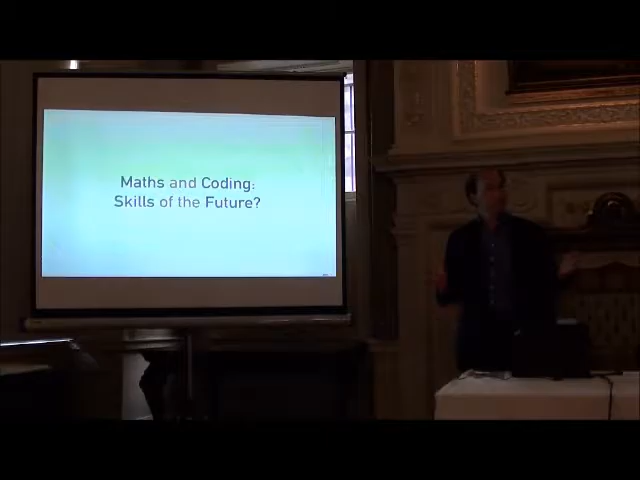 Maths and Coding:
Skills of the Future?